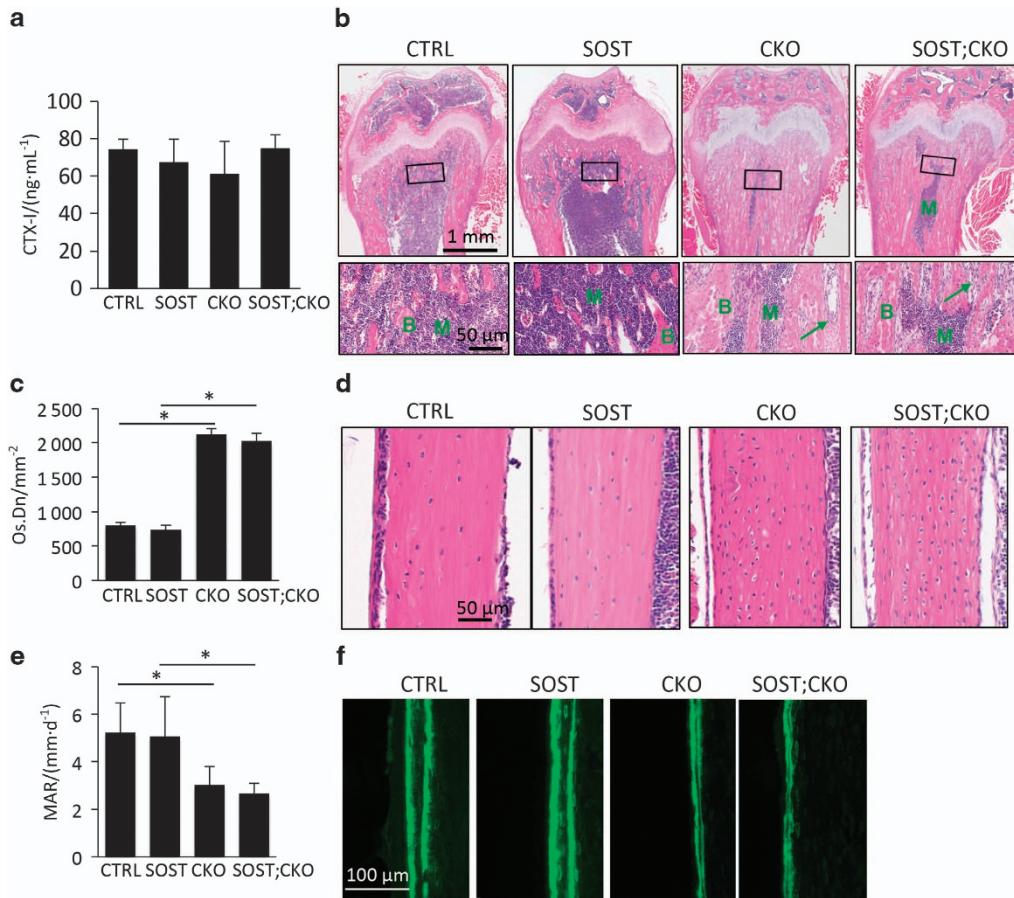 a
CTX-I/(ng·mL⁻¹)
100
80
60
40
20
0
CTRL SOST CKO SOST;CKO
b
CTRL SOST CKO SOST;CKO
M
1 mm
B M
50 µm
M
B
B M
B
M
c
Os.Dn/mm⁻²
2 500
2 000
1 500
1 000
500
0
*
*
CTRL SOST CKO SOST;CKO
d
CTRL SOST CKO SOST;CKO
50 µm
e
MAR/(mm·d⁻¹)
8
6
4
2
0
*
*
CTRL SOST CKO SOST;CKO
f
CTRL SOST CKO SOST;CKO
100 µm